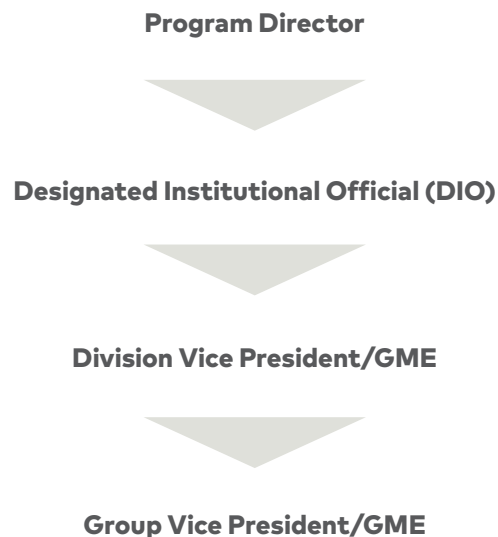 Program Director
Designated Institutional Official (DIO)
Division Vice President/GME
Group Vice President/GME